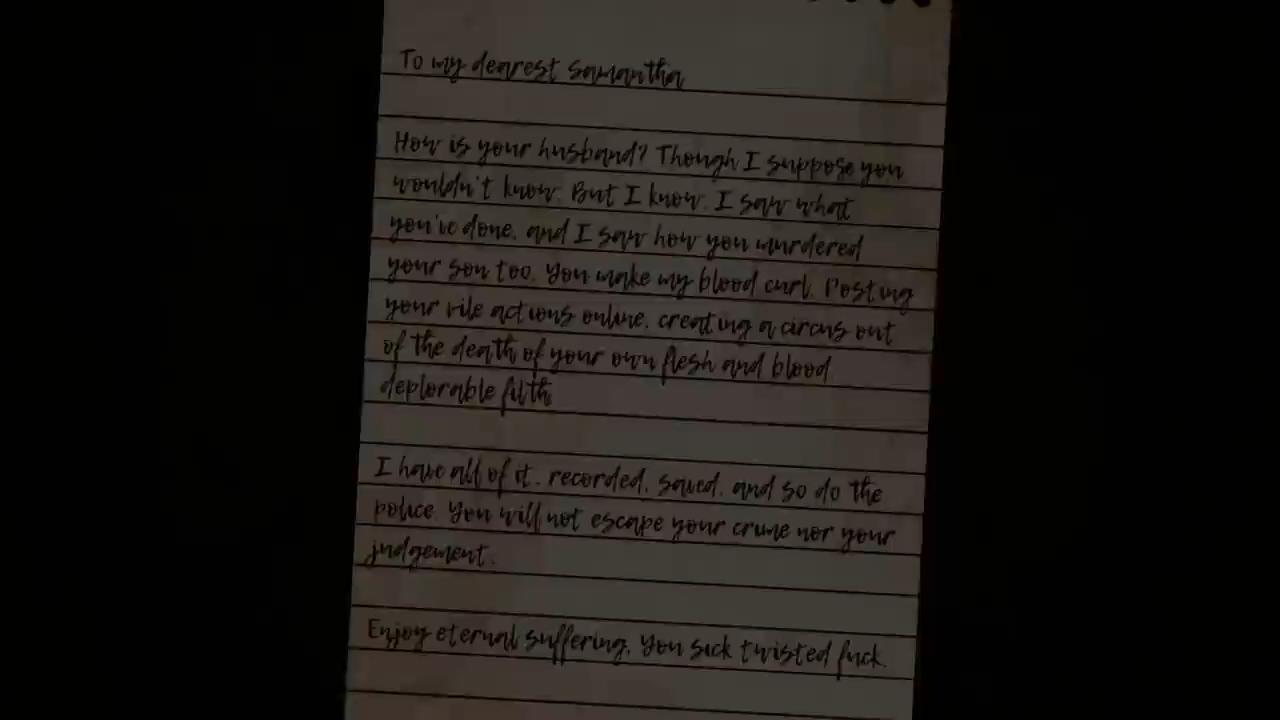 To my dearest Samantha
How is your husband? Though I suppose you
wouldn't know. But I know. I saw what
you've done, and I saw how you murdered
your son too. You make my blood curl. Posting
your vile actions online, creating a circus out
of the death of your own flesh and blood
deplorable filth
I have all of it, recorded, saved, and so do the
police. You will not escape your crime nor your
judgement.
Enjoy eternal suffering, you sick twisted fuck.